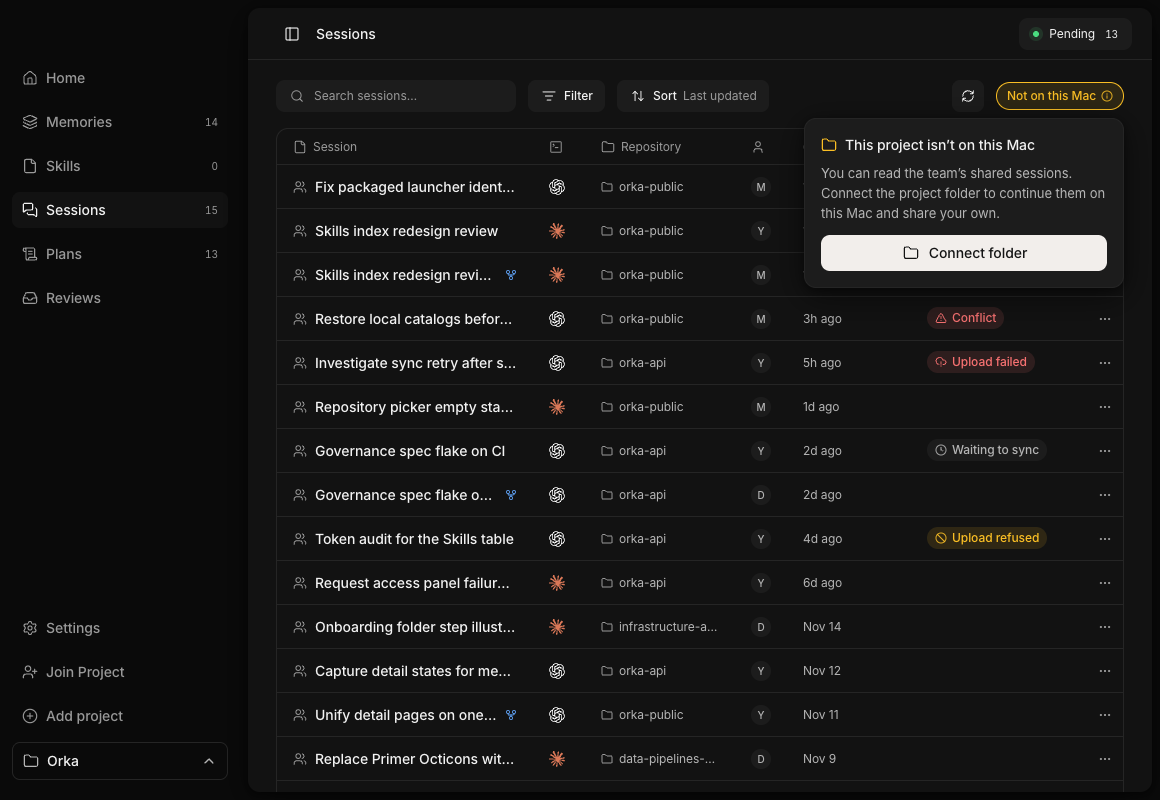 Sessions
Pending 13
Home
Memories 14
Skills 0
Sessions 15
Plans 13
Reviews
Search sessions...
Filter
Sort Last updated
Not on this Mac
Session
Repository
This project isn’t on this Mac
You can read the team’s shared sessions.
Connect the project folder to continue them on
this Mac and share your own.
Connect folder
Fix packaged launcher ident... orka-public M
Skills index redesign review orka-public Y
Skills index redesign revi... orka-public M
Restore local catalogs befor... orka-public M 3h ago Conflict
Investigate sync retry after s... orka-api Y 5h ago Upload failed
Repository picker empty sta... orka-public M 1d ago
Governance spec flake on CI orka-api Y 2d ago Waiting to sync
Governance spec flake o... orka-api D 2d ago
Token audit for the Skills table orka-api Y 4d ago Upload refused
Request access panel failur... orka-api Y 6d ago
Onboarding folder step illust... infrastructure-a... D Nov 14
Capture detail states for me... orka-api Y Nov 12
Unify detail pages on one... orka-public Y Nov 11
Replace Primer Octicons wit... data-pipelines-... D Nov 9
Settings
Join Project
Add project
Orka